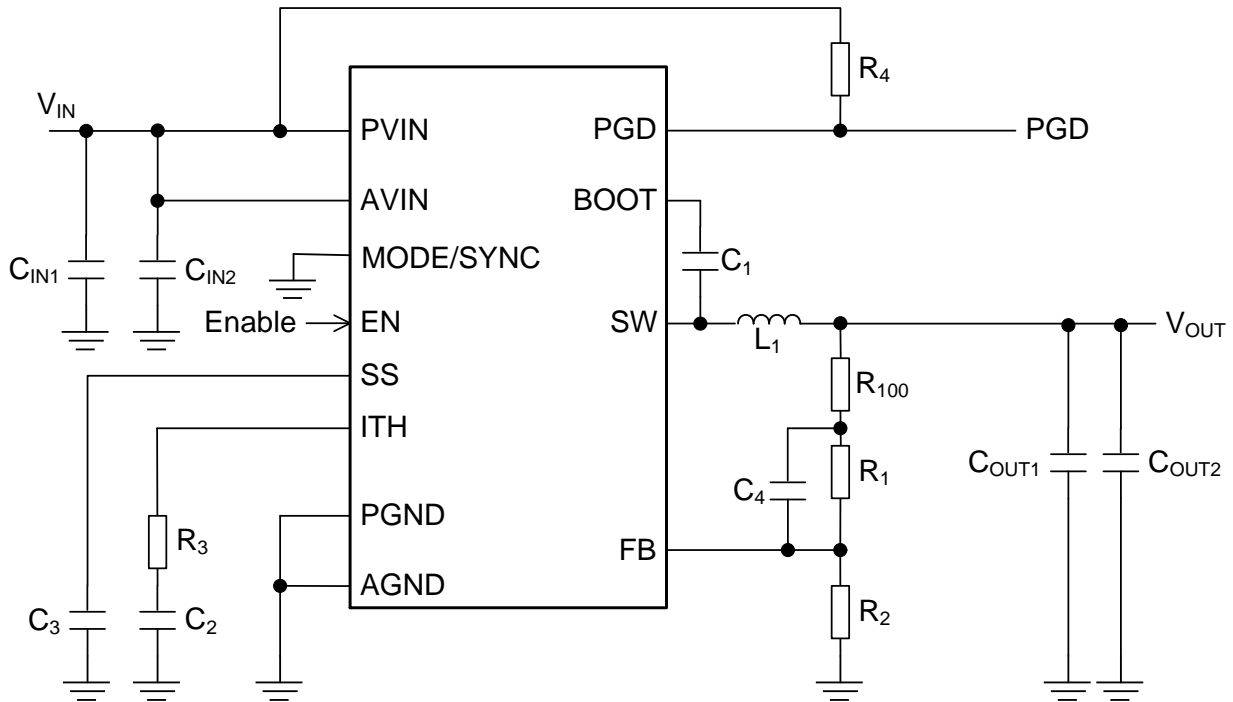 R4
VIN
PVIN
PGD
PGD
AVIN
BOOT
MODE/SYNC
C1
CIN1
CIN2
Enable
EN
SW
L1
VOUT
SS
R100
ITH
R1
COUT1
COUT2
C4
PGND
R3
FB
AGND
C3
C2
R2